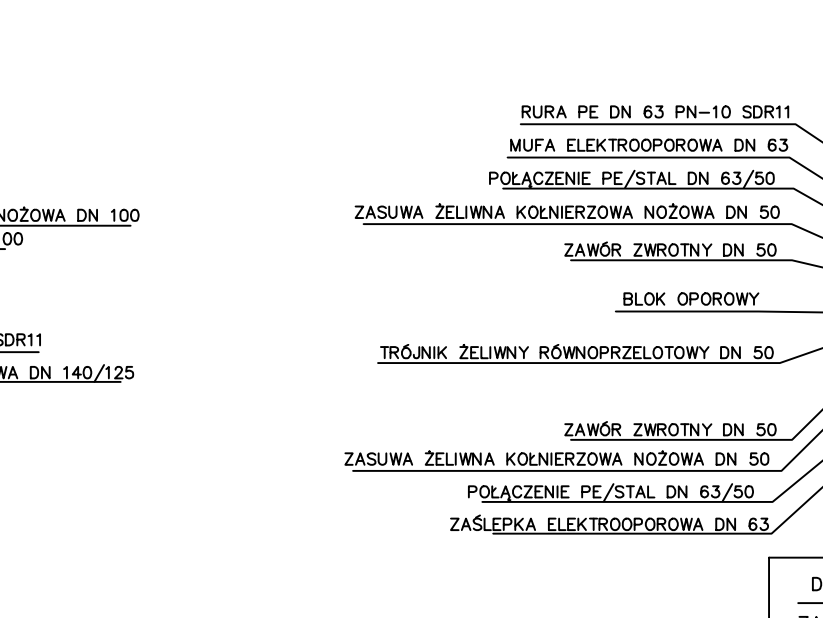 RURA PE DN 63 PN-10 SDR11
MUFA ELEKTROOPOROWA DN 63
POŁĄCZENIE PE/STAL DN 63/50
ZASUWA ŻELIWNA KOŁNIERZOWA NOŻOWA DN 50
ZAWÓR ZWROTNY DN 50
BLOK OPOROWY
TRÓJNIK ŻELIWNY RÓWNOPRZELOTOWY DN 50
ZAWÓR ZWROTNY DN 50
ZASUWA ŻELIWNA KOŁNIERZOWA NOŻOWA DN 50
POŁĄCZENIE PE/STAL DN 63/50
ZAŚLEPKA ELEKTROOPOROWA DN 63
NOŻOWA DN 100
00
SDR11
WA DN 140/125
D